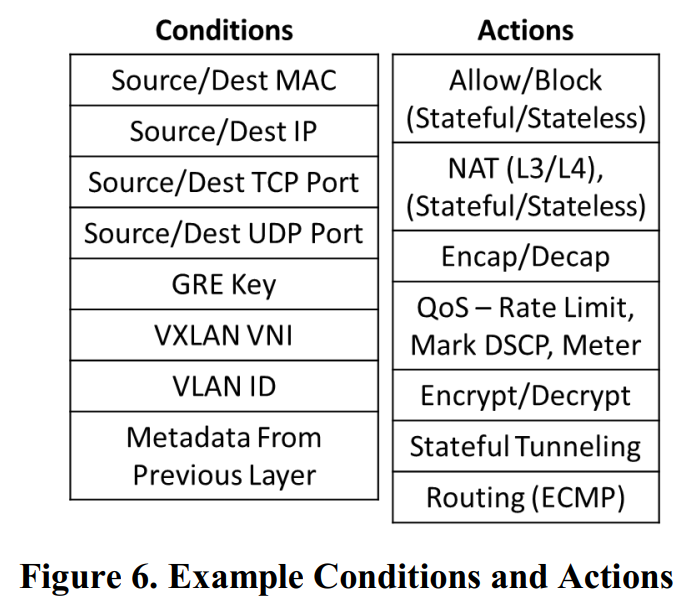 Conditions
Source/Dest MAC
Source/Dest IP
Source/Dest TCP Port
Source/Dest UDP Port
GRE Key
VXLAN VNI
VLAN ID
Metadata From
Previous Layer
Actions
Allow/Block
(Stateful/Stateless)
NAT (L3/L4),
(Stateful/Stateless)
Encap/Decap
QoS – Rate Limit,
Mark DSCP, Meter
Encrypt/Decrypt
Stateful Tunneling
Routing (ECMP)
Figure 6. Example Conditions and Actions